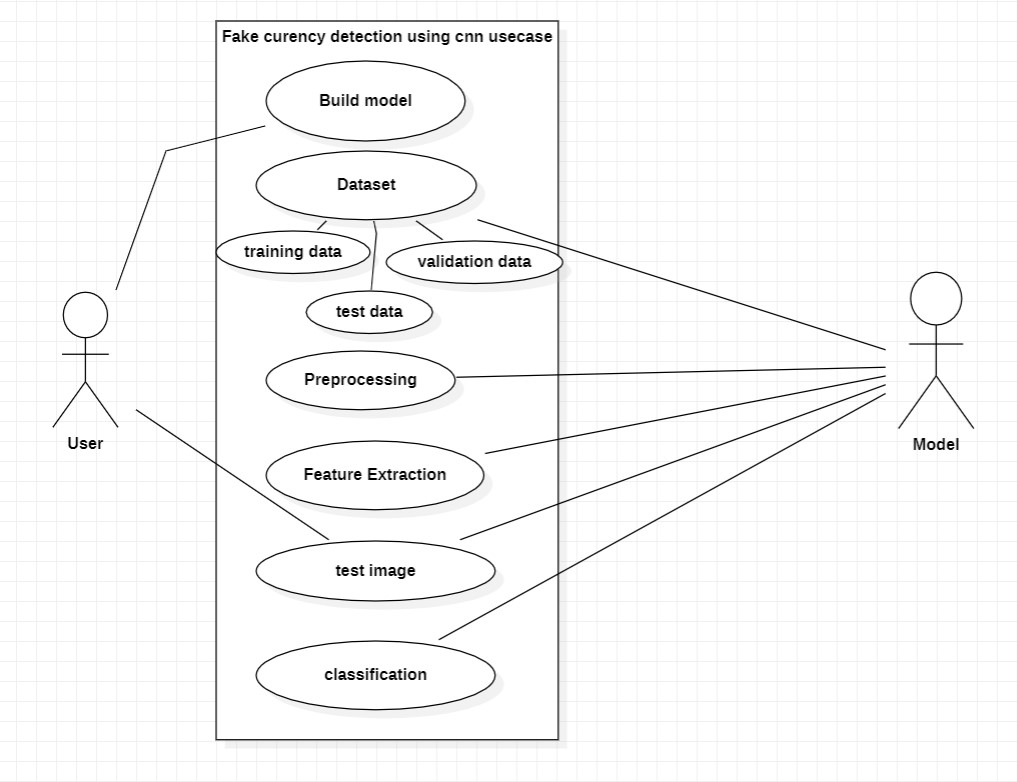 Fake curency detection using cnn usecase
Build model
Dataset
training data
validation data
test data
Preprocessing
Feature Extraction
test image
classification
User
Model